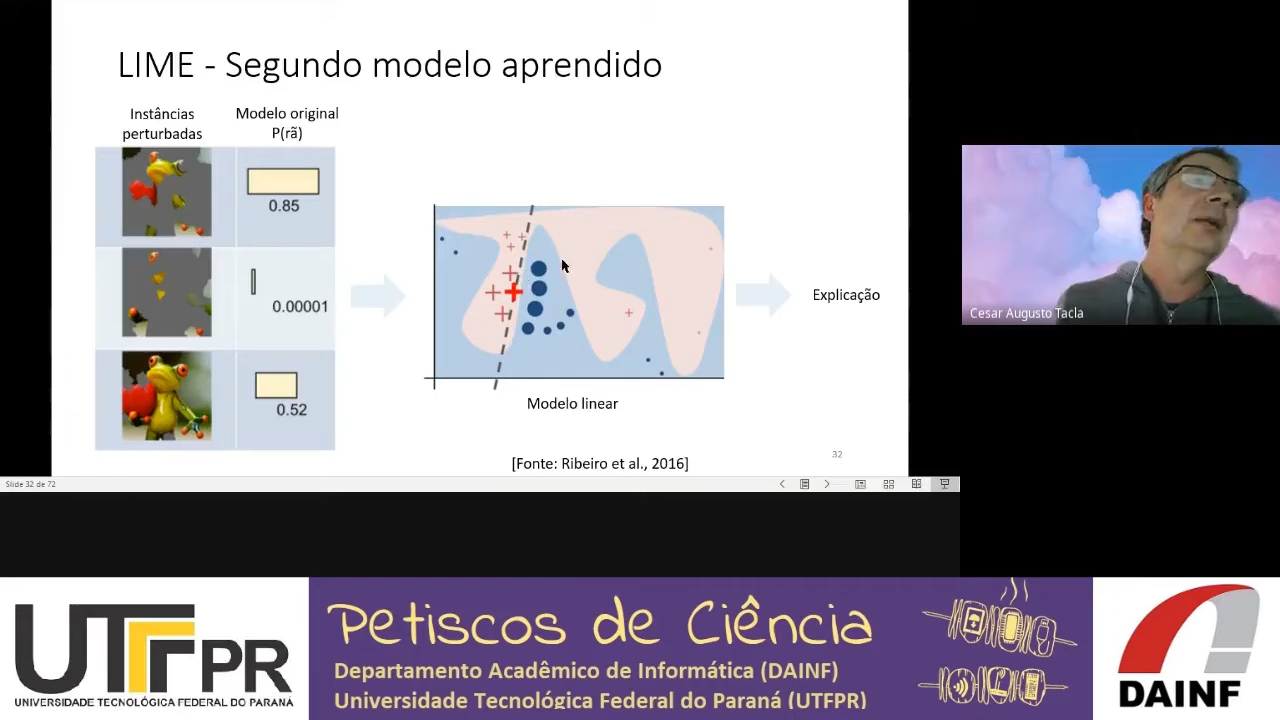 LIME - Segundo modelo aprendido
Instâncias
perturbadas
Modelo original
P(rã)
0.85
0.00001
0.52
Modelo linear
Explicação
[Fonte: Ribeiro et al., 2016]
32
Slide 32 de 72
Cesar Augusto Tacla
UTFPR
UNIVERSIDADE TECNOLÓGICA FEDERAL DO PARANÁ
Petiscos de Ciência
Departamento Acadêmico de Informática (DAINF)
Universidade Tecnológica Federal do Paraná (UTFPR)
DAINF